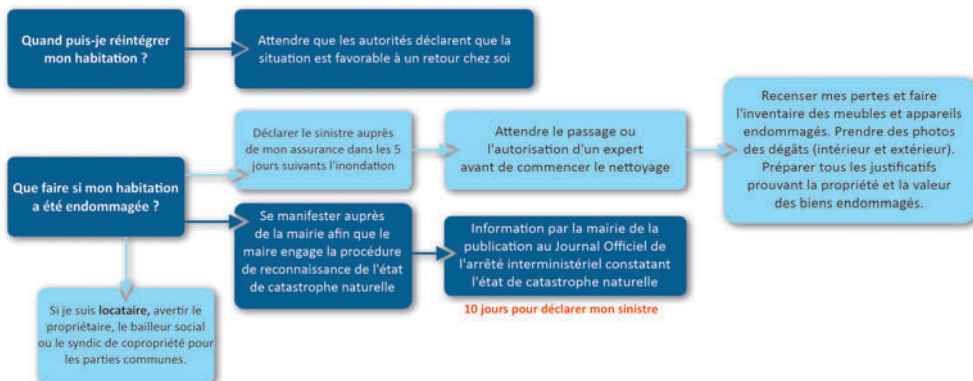 Quand puis-je réintégrer
mon habitation ?
Attendre que les autorités déclarent que la
situation est favorable à un retour chez soi
Que faire si mon habitation
a été endommagée ?
Déclarer le sinistre auprès
de mon assurance dans les 5
jours suivants l'inondation
Attendre le passage ou
l'autorisation d'un expert
avant de commencer le nettoyage
Recenser mes pertes et faire
l'inventaire des meubles et appareils
endommagés. Prendre des photos
des dégâts (intérieur et extérieur).
Préparer tous les justificatifs
prouvant la propriété et la valeur
des biens endommagés.
Se manifester auprès
de la mairie afin que le
maire engage la procédure
de reconnaissance de l'état
de catastrophe naturelle
Information par la mairie de la
publication au Journal Officiel de
l'arrêté interministériel constatant
l'état de catastrophe naturelle
10 jours pour déclarer mon sinistre
Si je suis locataire, avertir le
propriétaire, le bailleur social
ou le syndic de copropriété pour
les parties communes.